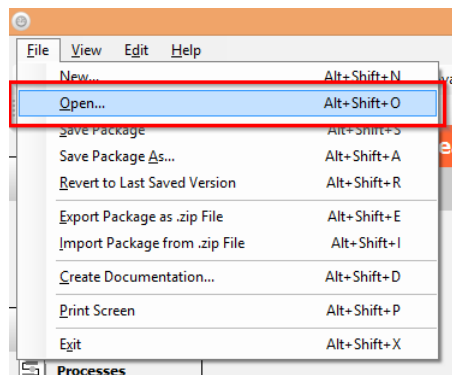 File View Edit Help
New... Alt+Shift+N
Open... Alt+Shift+O
Save Package Alt+Shift+S
Save Package As... Alt+Shift+A
Revert to Last Saved Version Alt+Shift+R
Export Package as .zip File Alt+Shift+E
Import Package from .zip File Alt+Shift+I
Create Documentation... Alt+Shift+D
Print Screen Alt+Shift+P
Exit Alt+Shift+X
Processes